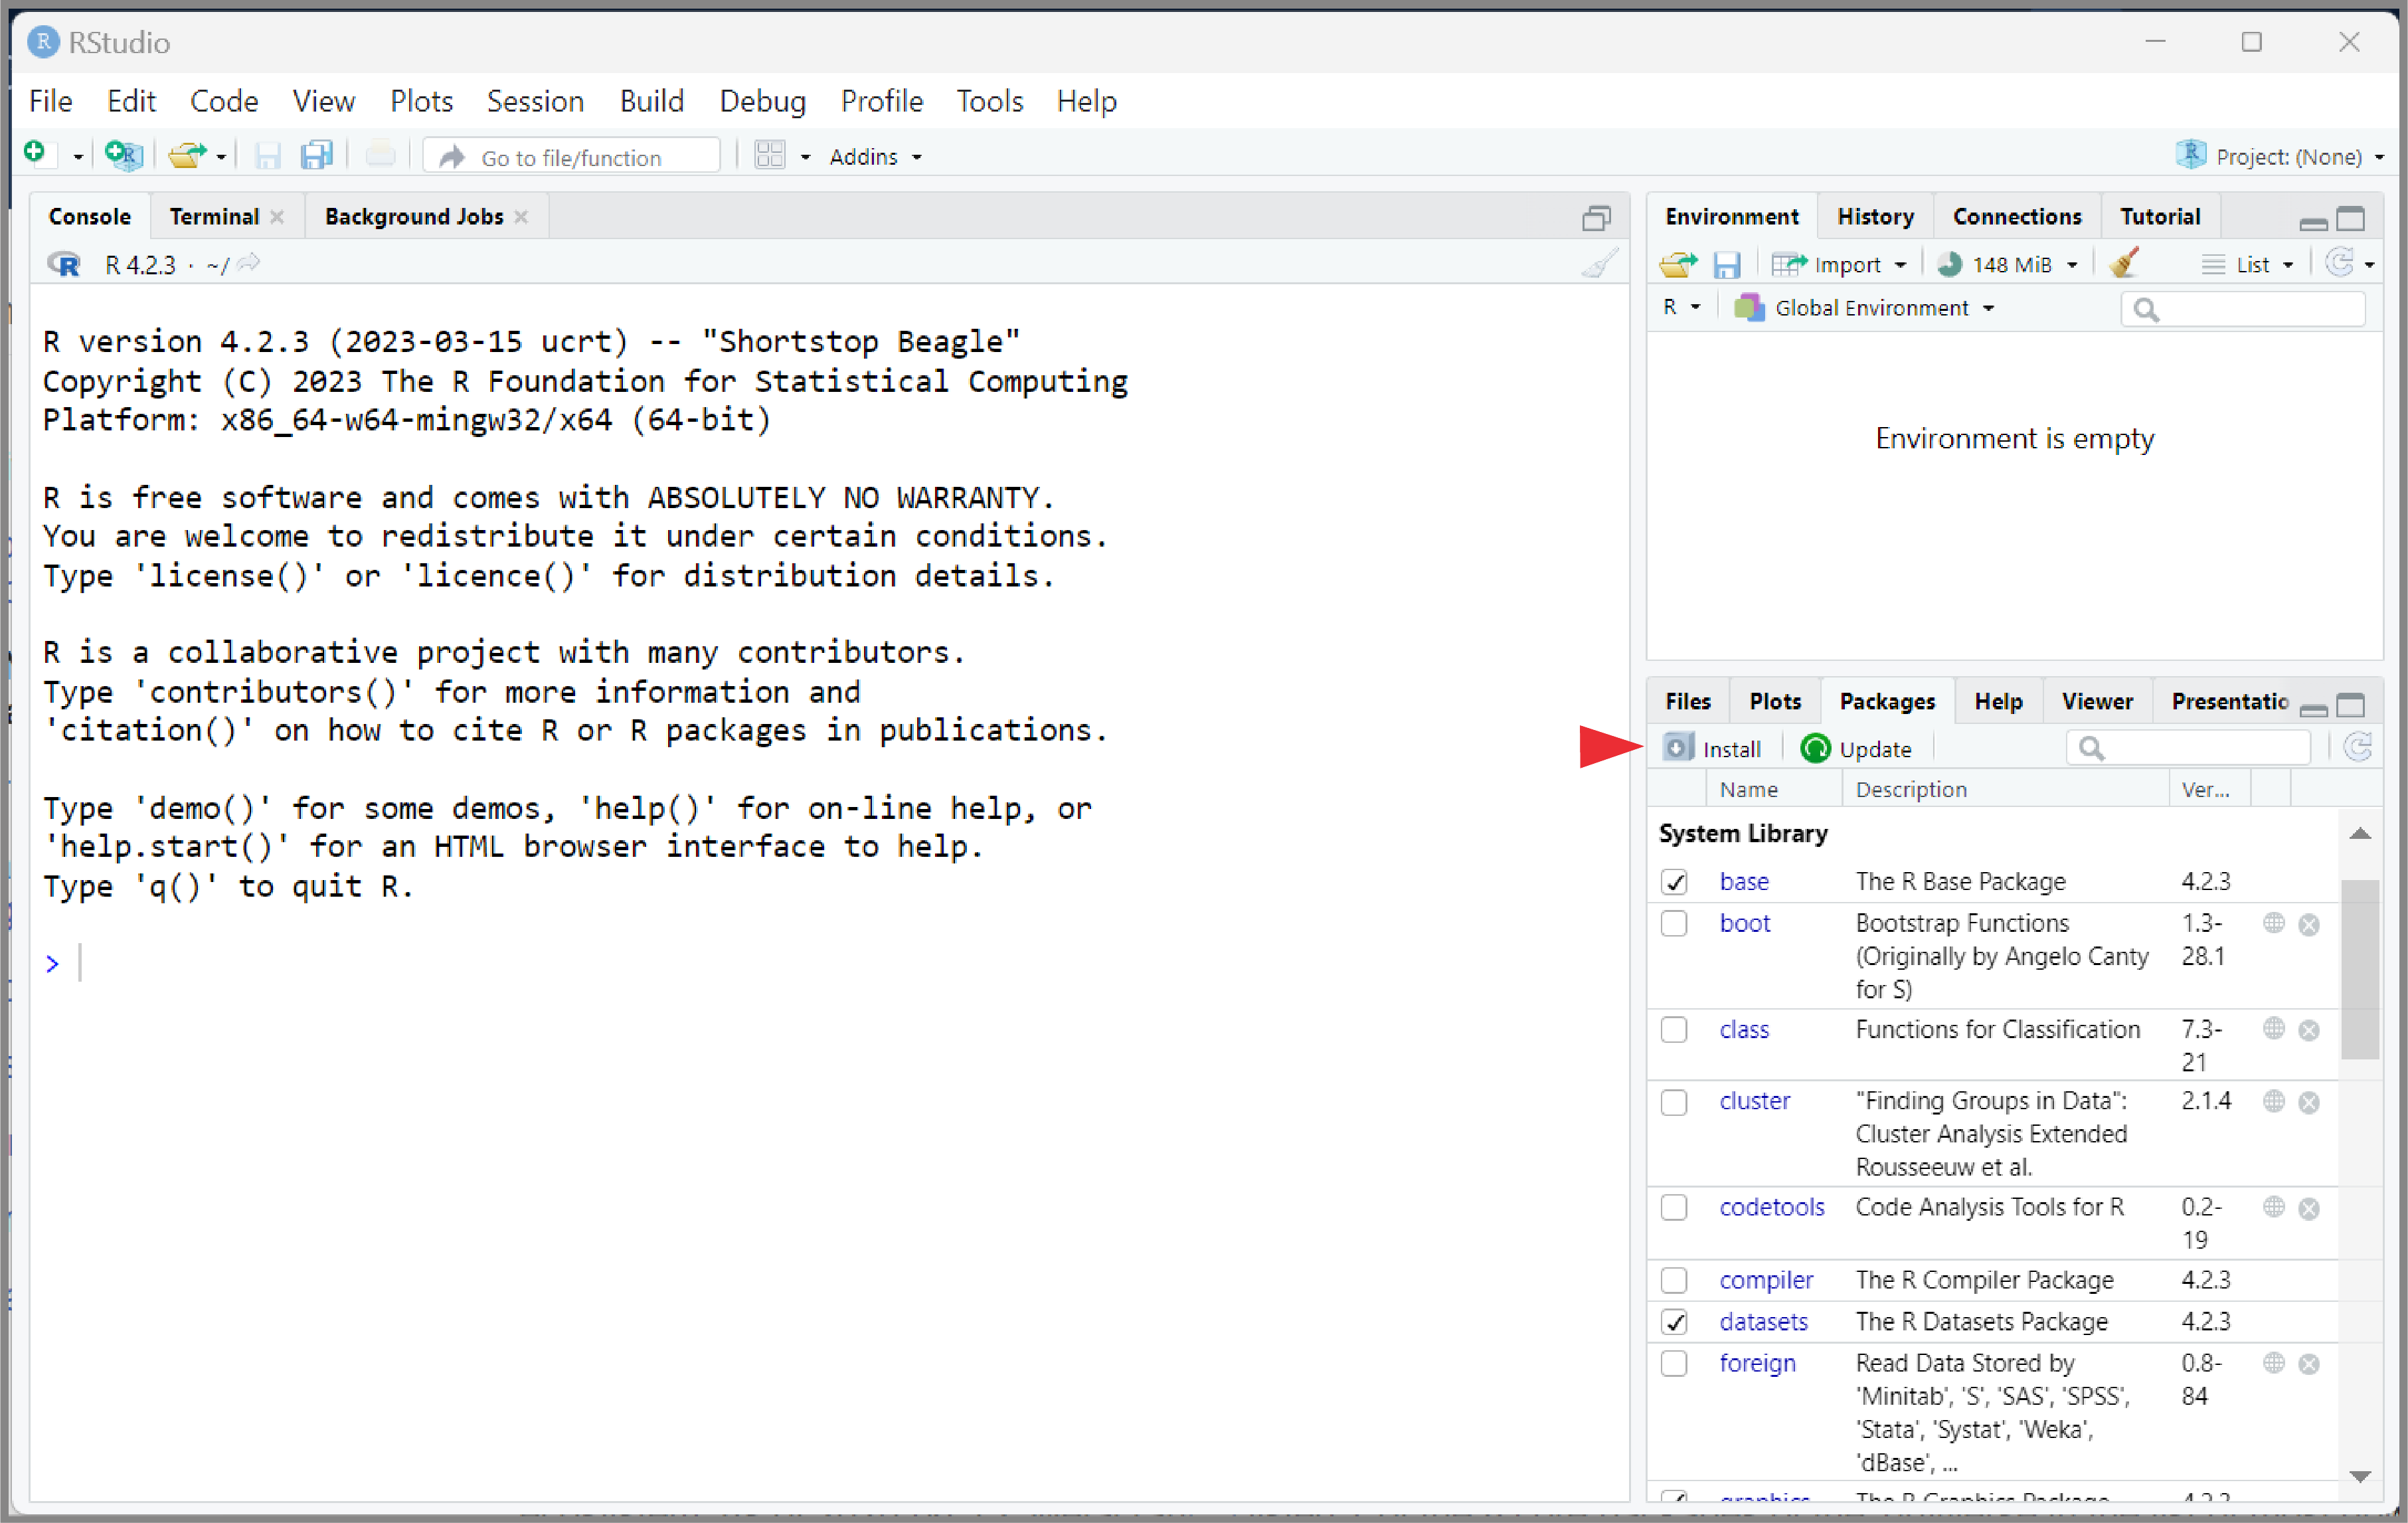 RStudio
File Edit Code View Plots Session Build Debug Profile Tools Help
Go to file/function Addins Project: (None)
Console Terminal Background Jobs
R 4.2.3 · ~/
R version 4.2.3 (2023-03-15 ucrt) -- "Shortstop Beagle"
Copyright (C) 2023 The R Foundation for Statistical Computing
Platform: x86_64-w64-mingw32/x64 (64-bit)
R is free software and comes with ABSOLUTELY NO WARRANTY.
You are welcome to redistribute it under certain conditions.
Type 'license()' or 'licence()' for distribution details.
R is a collaborative project with many contributors.
Type 'contributors()' for more information and
'citation()' on how to cite R or R packages in publications.
Type 'demo()' for some demos, 'help()' for on-line help, or
'help.start()' for an HTML browser interface to help.
Type 'q()' to quit R.
>
Environment History Connections Tutorial
Import 148 MiB List
R Global Environment
Environment is empty
Files Plots Packages Help Viewer Presentatio
Install Update
Name Description Ver...
System Library
base The R Base Package 4.2.3
boot Bootstrap Functions 1.3-
(Originally by Angelo Canty 28.1
for S)
class Functions for Classification 7.3-
21
cluster "Finding Groups in Data": 2.1.4
Cluster Analysis Extended
Rousseeuw et al.
codetools Code Analysis Tools for R 0.2-
19
compiler The R Compiler Package 4.2.3
datasets The R Datasets Package 4.2.3
foreign Read Data Stored by 0.8-
'Minitab', 'S', 'SAS', 'SPSS', 84
'Stata', 'Systat', 'Weka',
'dBase', ...
graphics The R Graphics Package 4.2.3